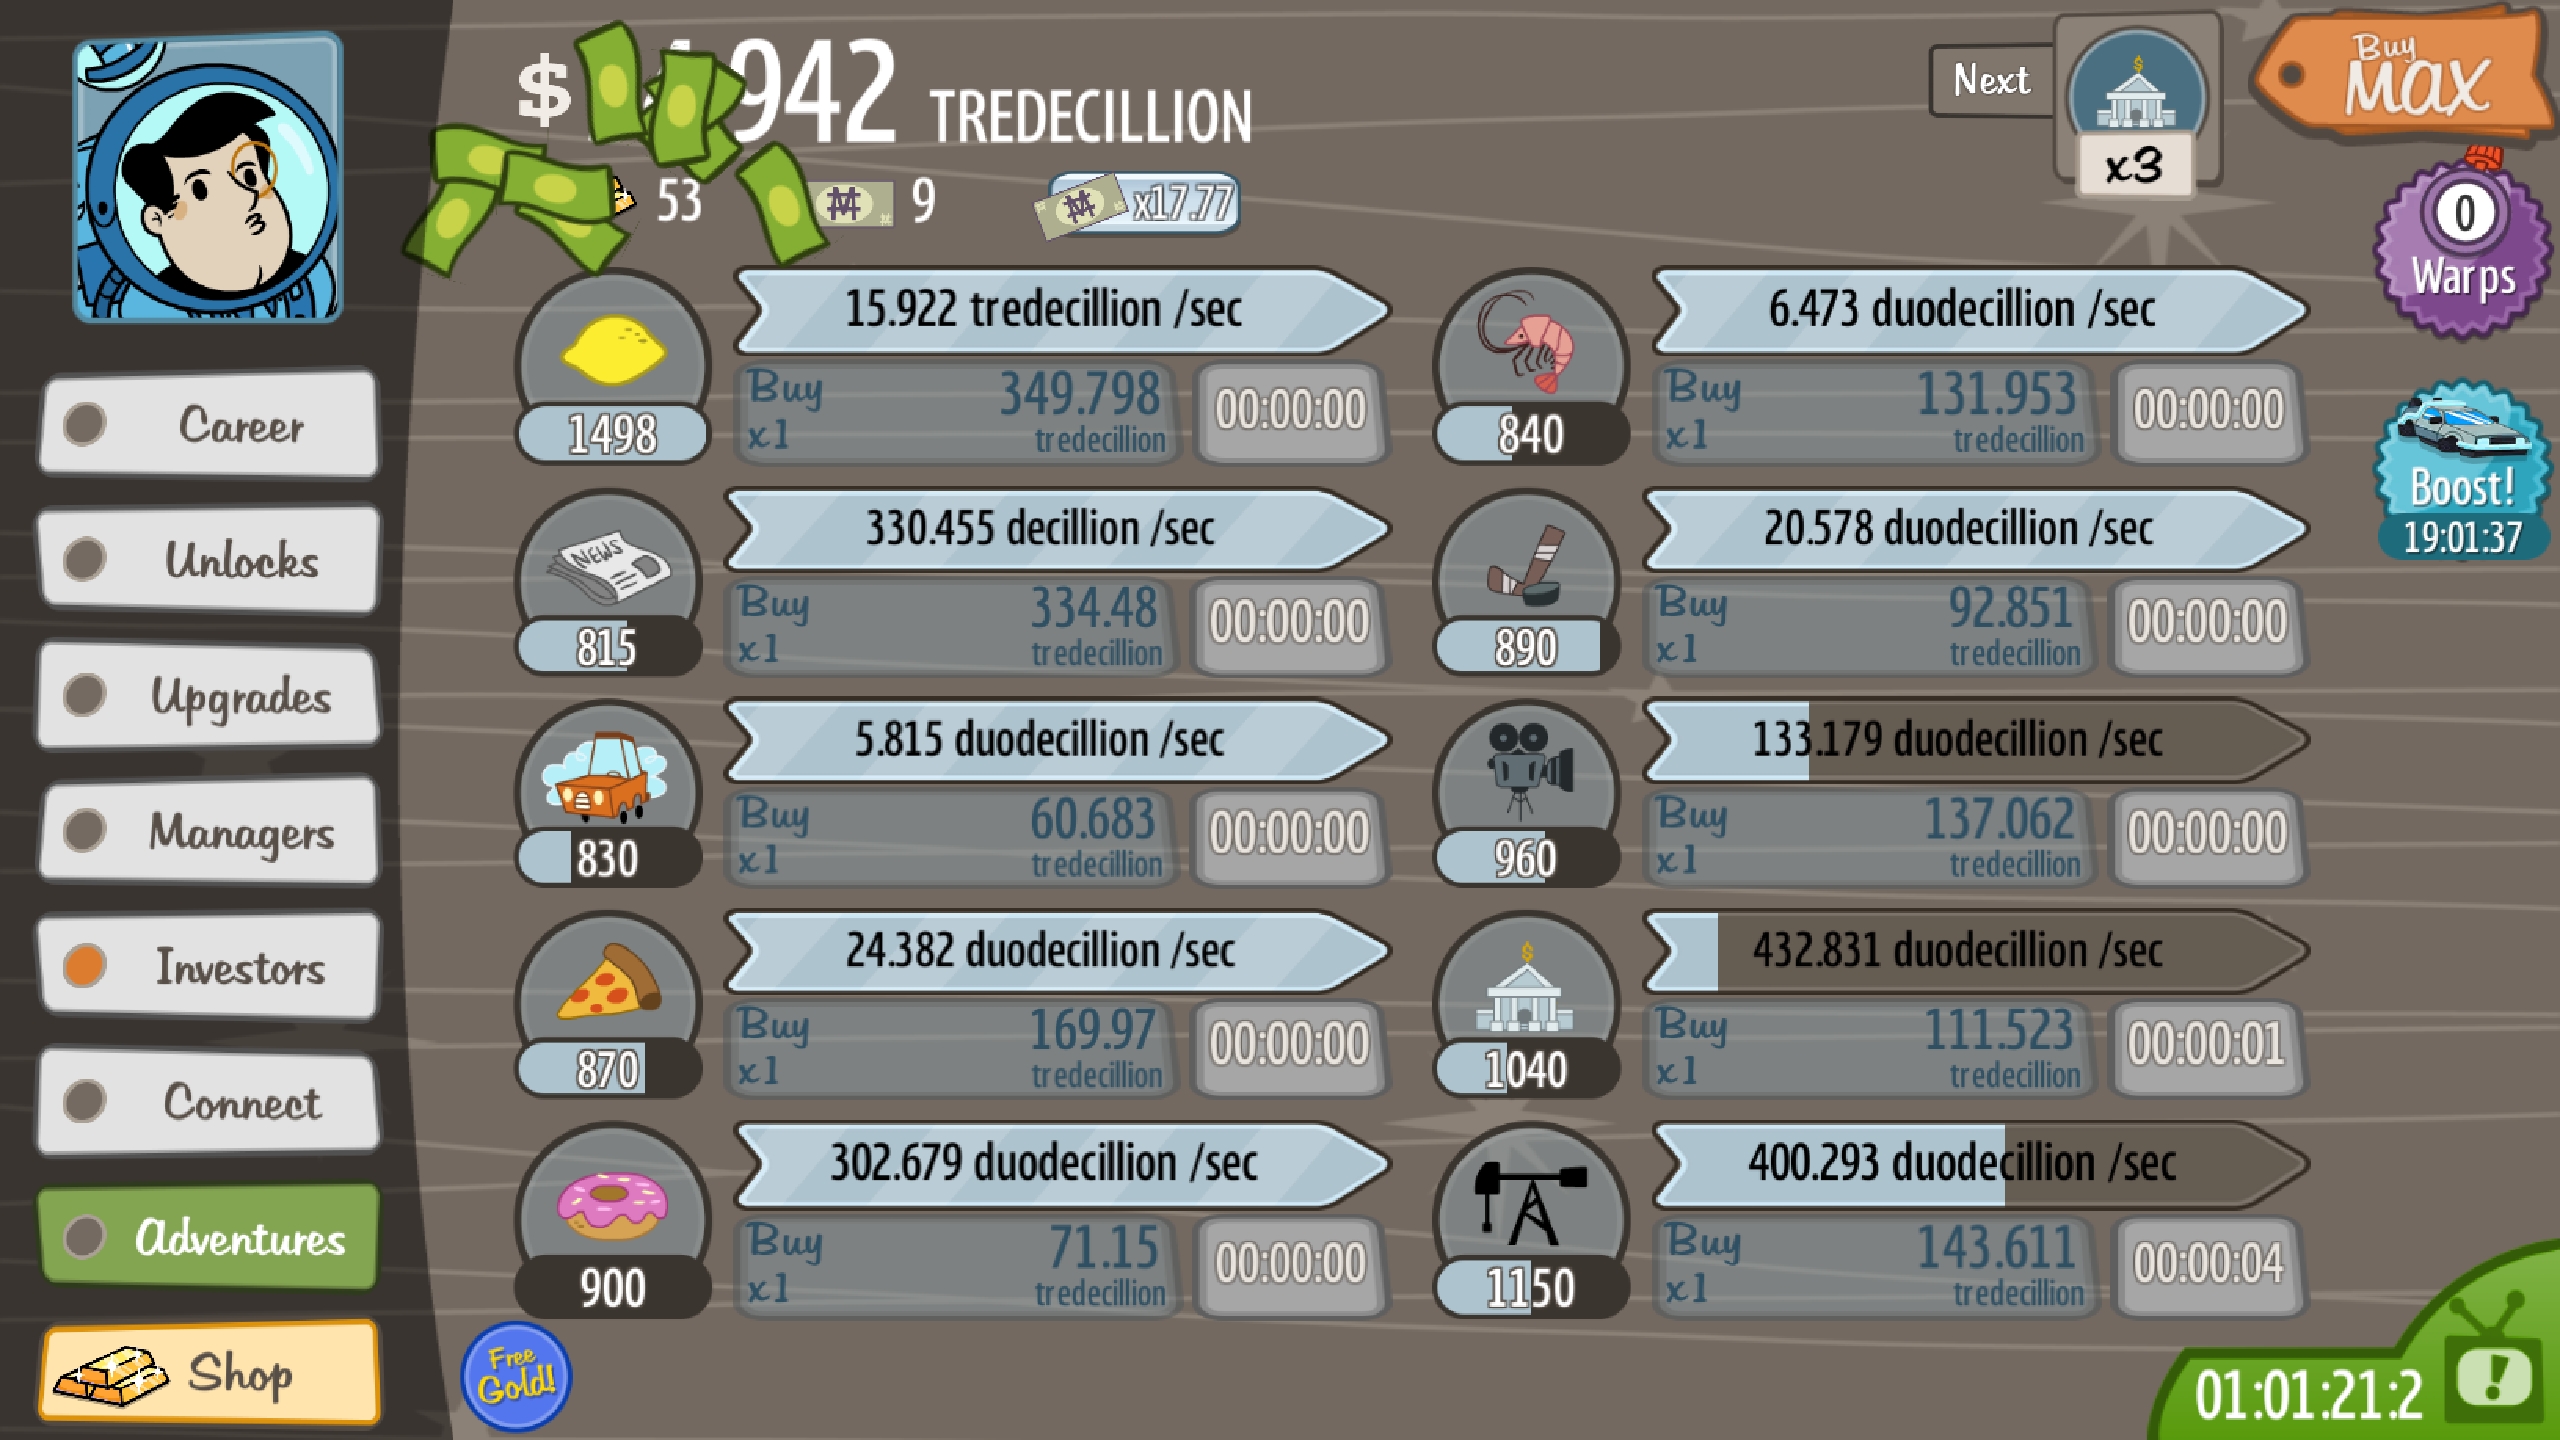 $ 942 TREDECILLION
Next
x3
Buy
MAX
53
9
x17.77
0
Warps
Boost!
19:01:37
Career
Unlocks
Upgrades
Managers
Investors
Connect
Adventures
Shop
15.922 tredecillion /sec
1498
Buy
x1
349.798
tredecillion
00:00:00
NEWS
330.455 decillion /sec
815
Buy
x1
334.48
tredecillion
00:00:00
5.815 duodecillion /sec
830
Buy
x1
60.683
tredecillion
00:00:00
24.382 duodecillion /sec
870
Buy
x1
169.97
tredecillion
00:00:00
302.679 duodecillion /sec
900
Buy
x1
71.15
tredecillion
00:00:00
6.473 duodecillion /sec
840
Buy
x1
131.953
tredecillion
00:00:00
20.578 duodecillion /sec
890
Buy
x1
92.851
tredecillion
00:00:00
133.179 duodecillion /sec
960
Buy
x1
137.062
tredecillion
00:00:00
$
432.831 duodecillion /sec
1040
Buy
x1
111.523
tredecillion
00:00:01
400.293 duodecillion /sec
1150
Buy
x1
143.611
tredecillion
00:00:04
Free
Gold!
01:01:21:2
!